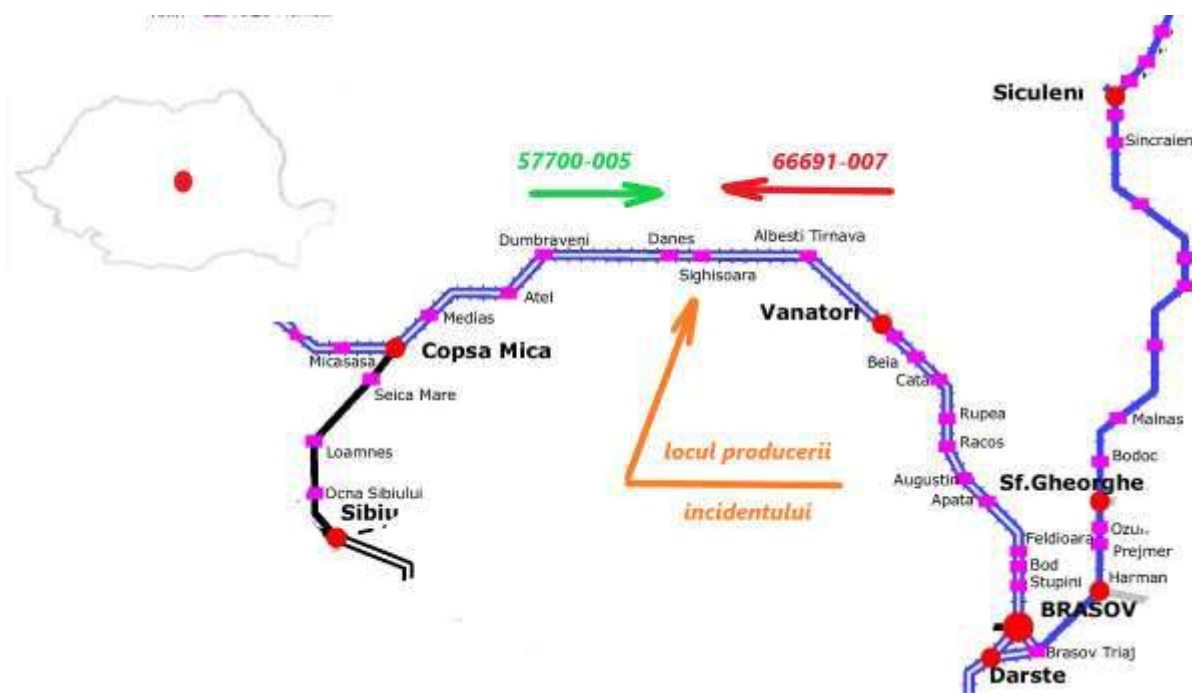 Siculeni
Sincraien
57700-005
66691-007
Dumbraveni
Danes
Albesti Tirnava
Sighisoara
Atel
Medias
Vanatori
Micasasa
Copsa Mica
Beia
Cata
Seica Mare
Rupea
Malnas
Loamnes
locul producerii
Racos
Bodoc
Augustin
Sf.Gheorghe
Ocna Sibiului
Apata
incidentului
Sibiu
Ozun
Feldioara
Prejmer
Bod
Harman
Stupini
BRASOV
Brasov Triaj
Darste